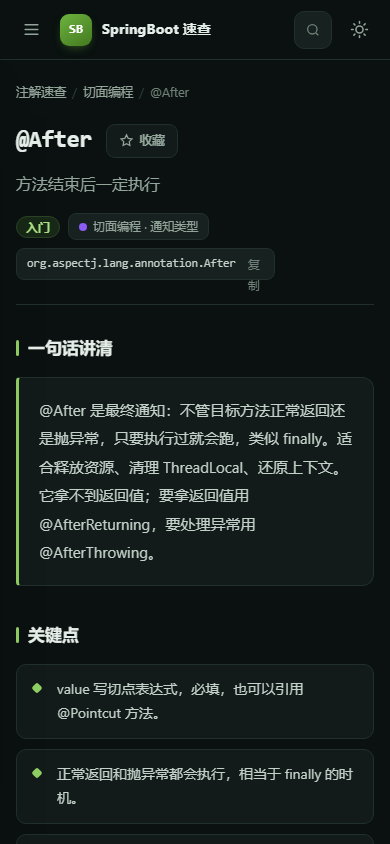 SB SpringBoot 速查
注解速查 / 切面编程 / @After
@After 收藏
方法结束后一定执行
入门 切面编程 · 通知类型
org.aspectj.lang.annotation.After 复
制
一句话讲清
@After 是最终通知：不管目标方法正常返回还
是抛异常，只要执行过就会跑，类似 finally。适
合释放资源、清理 ThreadLocal、还原上下文。
它拿不到返回值；要拿返回值用
@AfterReturning，要处理异常用
@AfterThrowing。
关键点
value 写切点表达式，必填，也可以引用
@Pointcut 方法。
正常返回和抛异常都会执行，相当于 finally 的时
机。